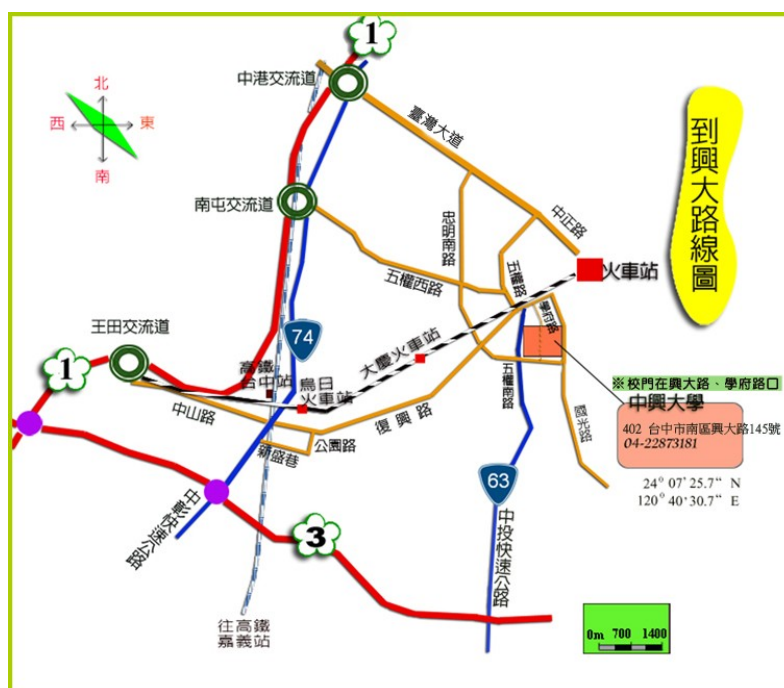 1
中港交流道
北
西 東
南
臺灣大道
到興大路線圖
南屯交流道
忠明南路
中正路
火車站
五權西路
五權路
學府路
王田交流道
74
大慶火車站
高鐵
台中站
烏日
火車站
1
五權南路
※校門在興大路、學府路口
中興大學
402 台中市南區興大路145號
04-22873181
中山路
復興路
國光路
公園路
新盛巷
24° 07' 25.7" N
120° 40' 30.7" E
63
中彰快速公路
3
中投快速公路
往高鐵
嘉義站
0m 700 1400